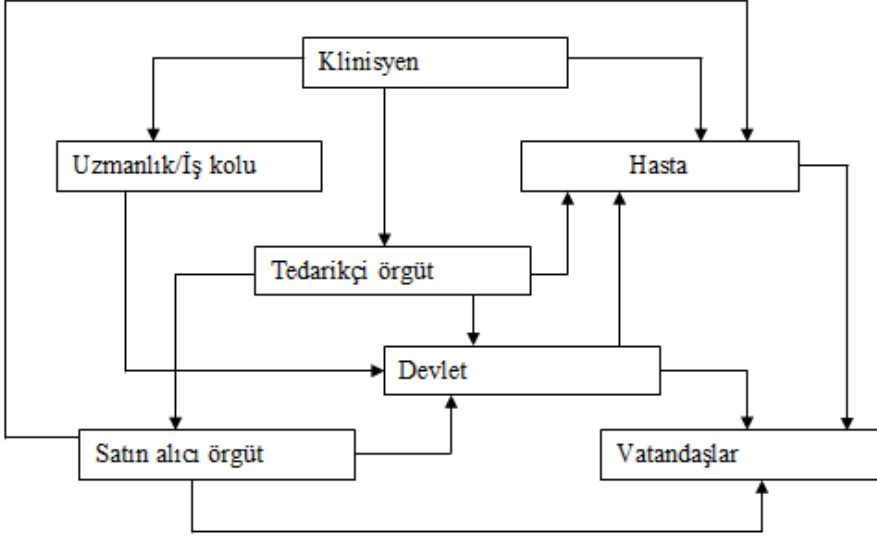 Klinisyen
Uzmanlık/İş kolu
Hasta
Tedarikçi örgüt
Devlet
Satın alıcı örgüt
Vatandaşlar